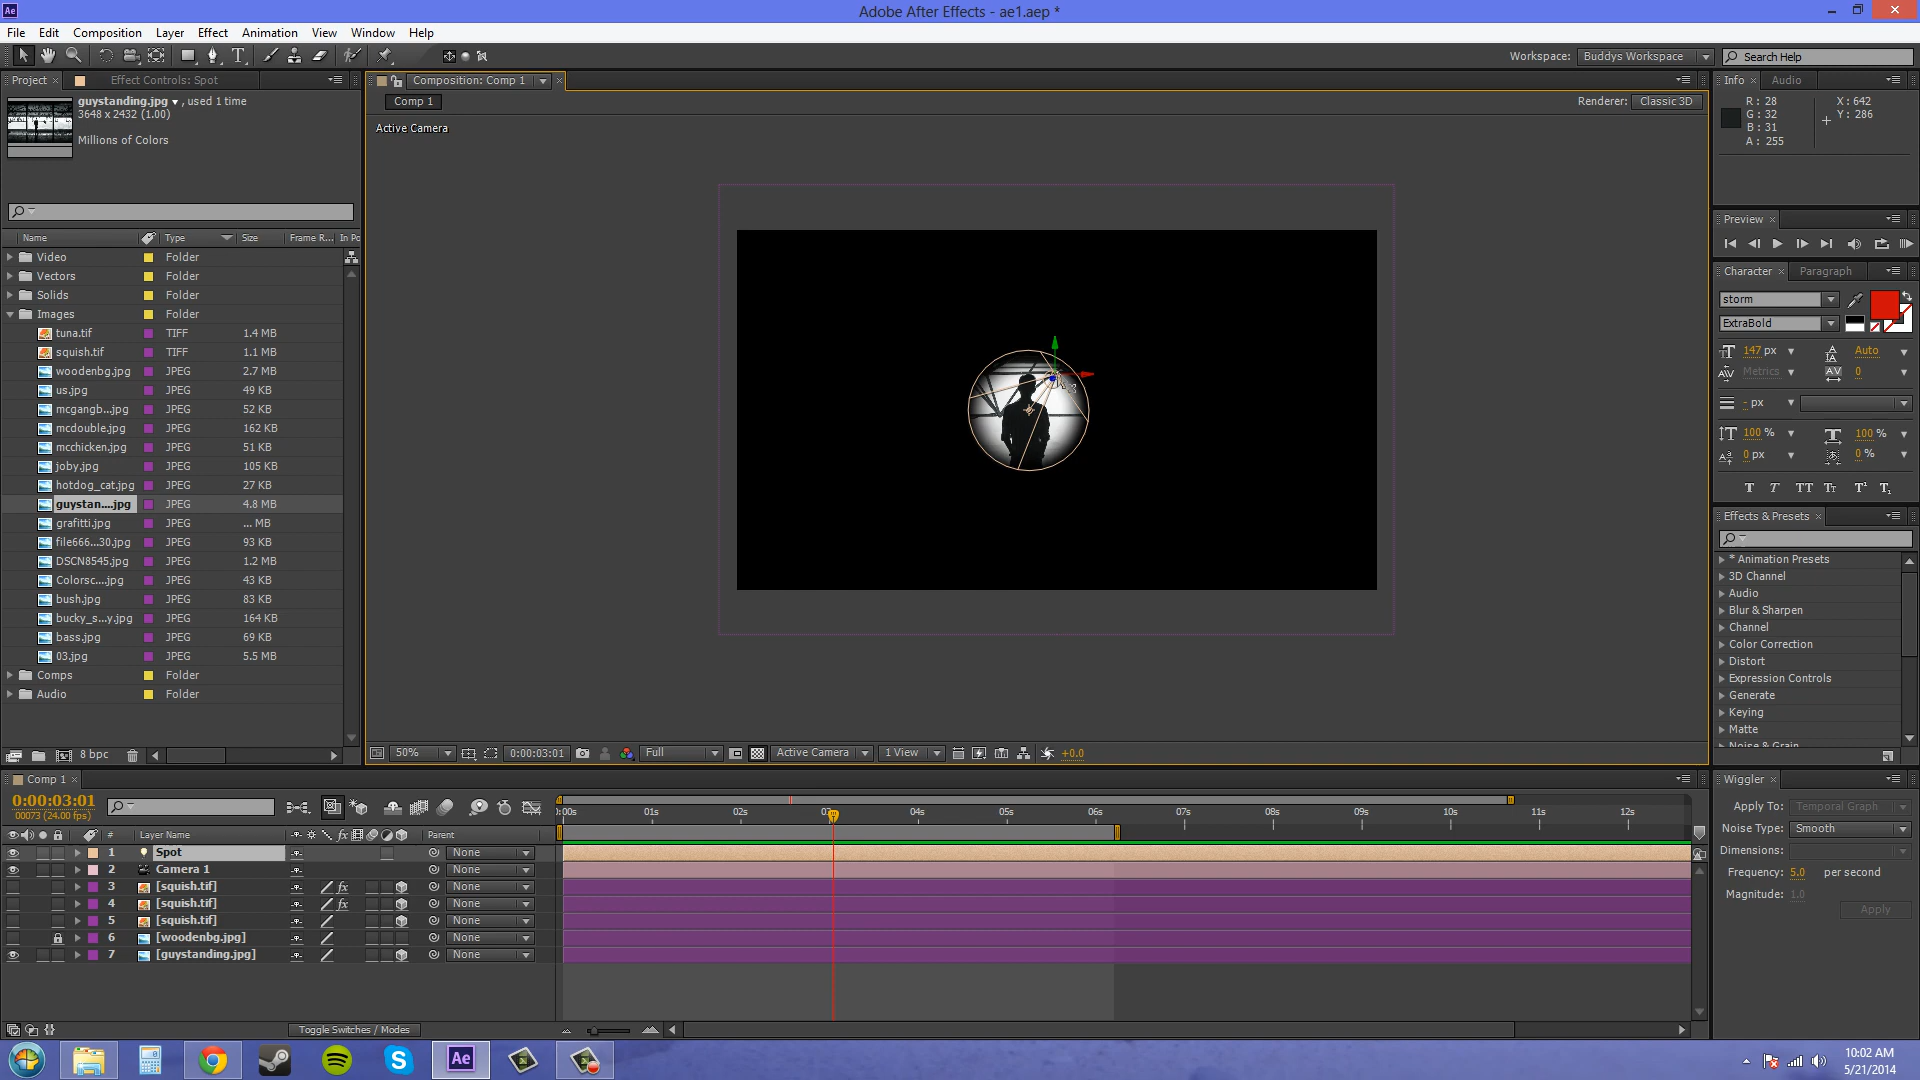 Adobe After Effects - ae1.aep *
File Edit Composition Layer Effect Animation View Window Help
Workspace: Buddys Workspace Search Help
Project × Effect Controls: Spot
guystanding.jpg ▼ , used 1 time
3648 x 2432 (1.00)
Millions of Colors
Name Type Size Frame R... In Po
Video Folder
Vectors Folder
Solids Folder
Images Folder
tuna.tif TIFF 1.4 MB
squish.tif TIFF 1.1 MB
woodenbg.jpg JPEG 2.7 MB
us.jpg JPEG 49 KB
mcgangb...jpg JPEG 52 KB
mcdouble.jpg JPEG 162 KB
mcchicken.jpg JPEG 51 KB
joby.jpg JPEG 105 KB
hotdog_cat.jpg JPEG 27 KB
guystan....jpg JPEG 4.8 MB
grafitti.jpg JPEG ... MB
file666...30.jpg JPEG 93 KB
DSCN8545.jpg JPEG 1.2 MB
Colorsc....jpg JPEG 43 KB
bush.jpg JPEG 83 KB
bucky_s...y.jpg JPEG 164 KB
bass.jpg JPEG 69 KB
03.jpg JPEG 5.5 MB
Comps Folder
Audio Folder
8 bpc
Composition: Comp 1
Comp 1
Renderer: Classic 3D
Active Camera
50% 0:00:03:01 Full Active Camera 1 View +0.0
Info × Audio
R : 28 X : 642
G : 32 Y : 286
B : 31
A : 255
Preview ×
Character × Paragraph
storm
ExtraBold
147 px Auto
Metrics 0
- px
100 % 100 %
0 px 0 %
T T TT Tт T¹ T₁
Effects & Presets ×
* Animation Presets
3D Channel
Audio
Blur & Sharpen
Channel
Color Correction
Distort
Expression Controls
Generate
Keying
Matte
Noise & Grain
Comp 1 ×
0:00:03:01
00073 (24.00 fps)
:00s 01s 02s 03s 04s 05s 06s 07s 08s 09s 10s 11s 12s
# Layer Name fx Parent
1 Spot None
2 Camera 1 None
3 [squish.tif] fx None
4 [squish.tif] fx None
5 [squish.tif] None
6 [woodenbg.jpg] None
7 [guystanding.jpg] None
Toggle Switches / Modes
Wiggler ×
Apply To: Temporal Graph
Noise Type: Smooth
Dimensions:
Frequency: 5.0 per second
Magnitude: 1.0
Apply
Ae
10:02 AM
5/21/2014